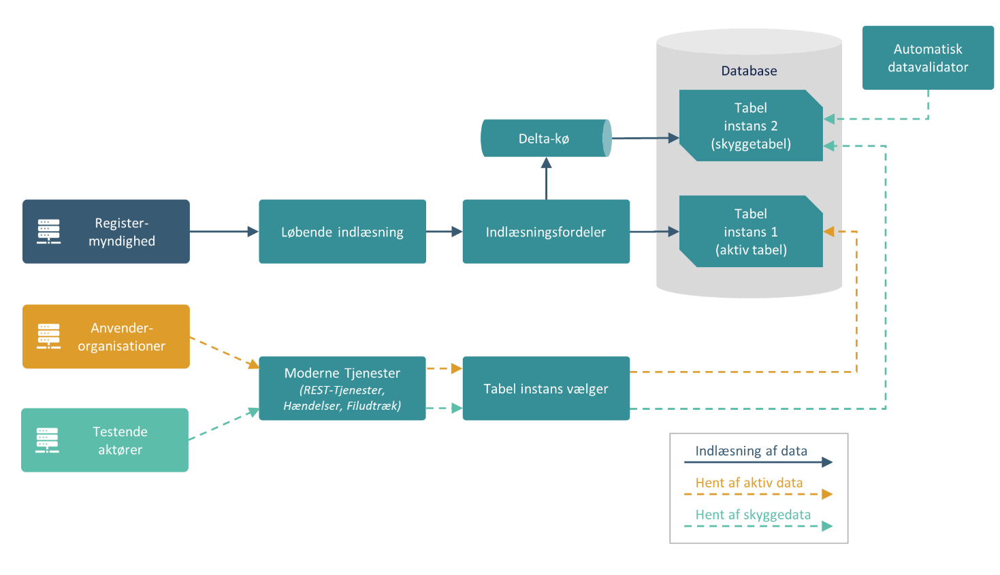 Automatisk
datavalidator
Database
Tabel
instans 2
(skyggetabel)
Delta-kø
Register-
myndighed
Løbende indlæsning
Indlæsningsfordeler
Tabel
instans 1
(aktiv tabel)
Anvender-
organisationer
Moderne Tjenester
(REST-Tjenester,
Hændelser, Filudtræk)
Tabel instans vælger
Testende
aktører
Indlæsning af data
Hent af aktiv data
Hent af skyggedata